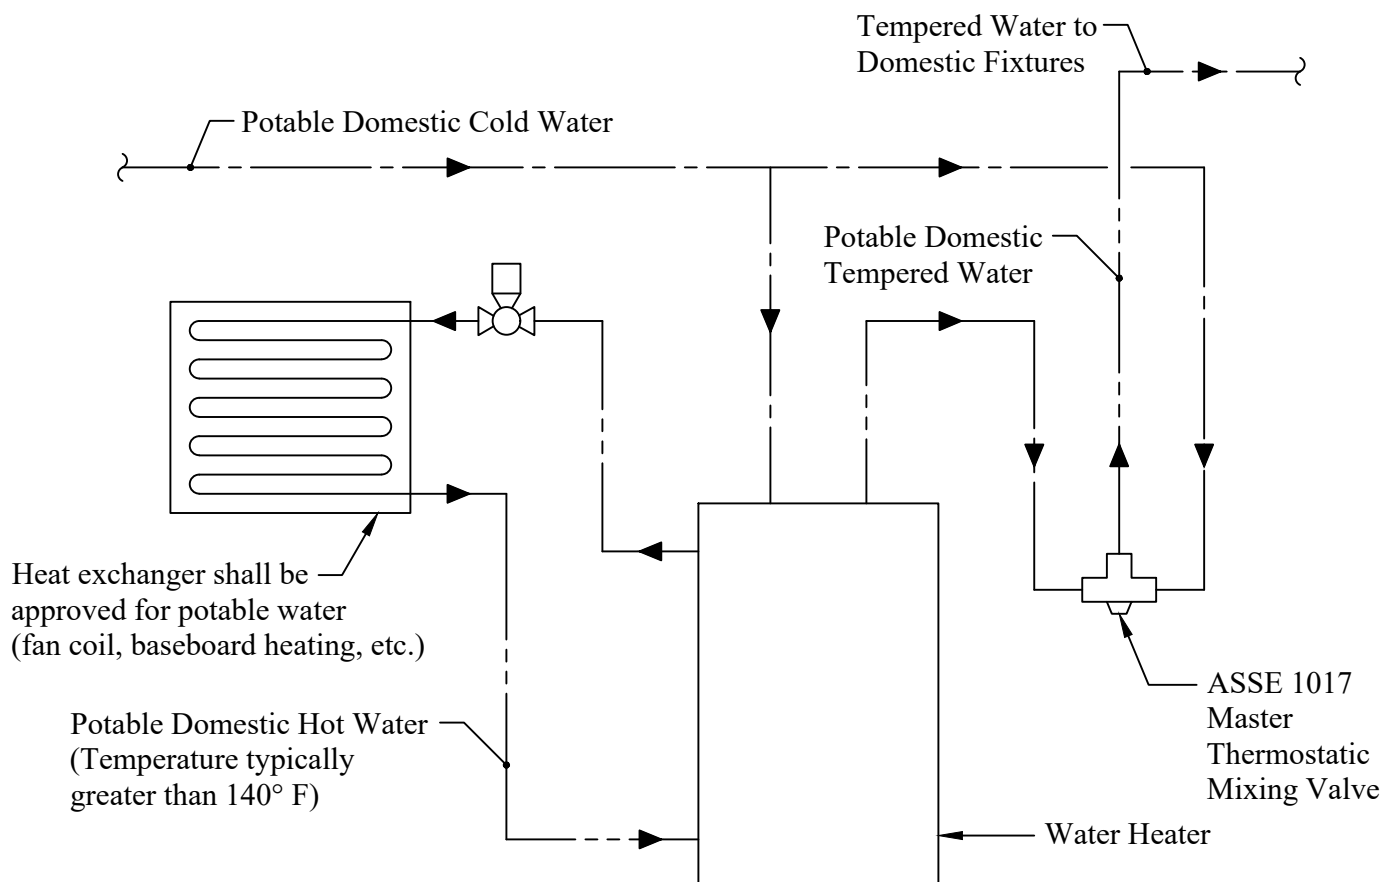 Tempered Water to
Domestic Fixtures
Potable Domestic Cold Water
Potable Domestic
Tempered Water
Heat exchanger shall be
approved for potable water
(fan coil, baseboard heating, etc.)
Potable Domestic Hot Water
(Temperature typically
greater than 140° F)
ASSE 1017
Master
Thermostatic
Mixing Valve
Water Heater